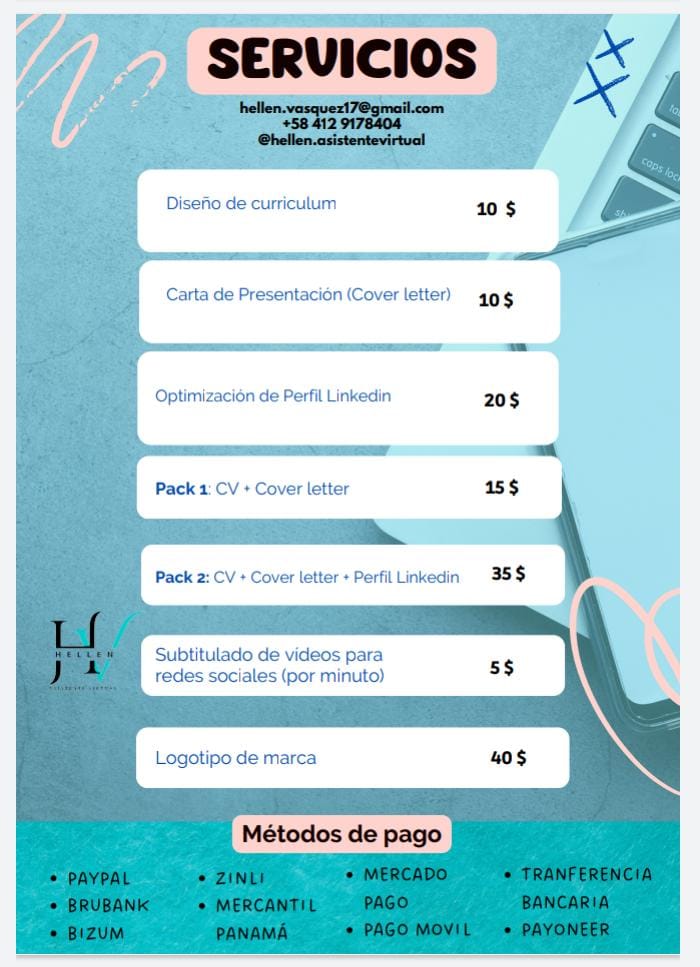 SERVICIOS
hellen.vasquez17@gmail.com
+58 412 9178404
@hellen.asistentevirtual
Diseño de curriculum 10 $
Carta de Presentación (Cover letter) 10 $
Optimización de Perfil Linkedin 20 $
Pack 1: CV + Cover letter 15 $
Pack 2: CV + Cover letter + Perfil Linkedin 35 $
Subtitulado de vídeos para
redes sociales (por minuto) 5 $
Logotipo de marca 40 $
HELLEN
Métodos de pago
• PAYPAL
• BRUBANK
• BIZUM
• ZINLI
• MERCANTIL
PANAMÁ
• MERCADO
PAGO
• PAGO MOVIL
• TRANFERENCIA
BANCARIA
• PAYONEER
caps loc